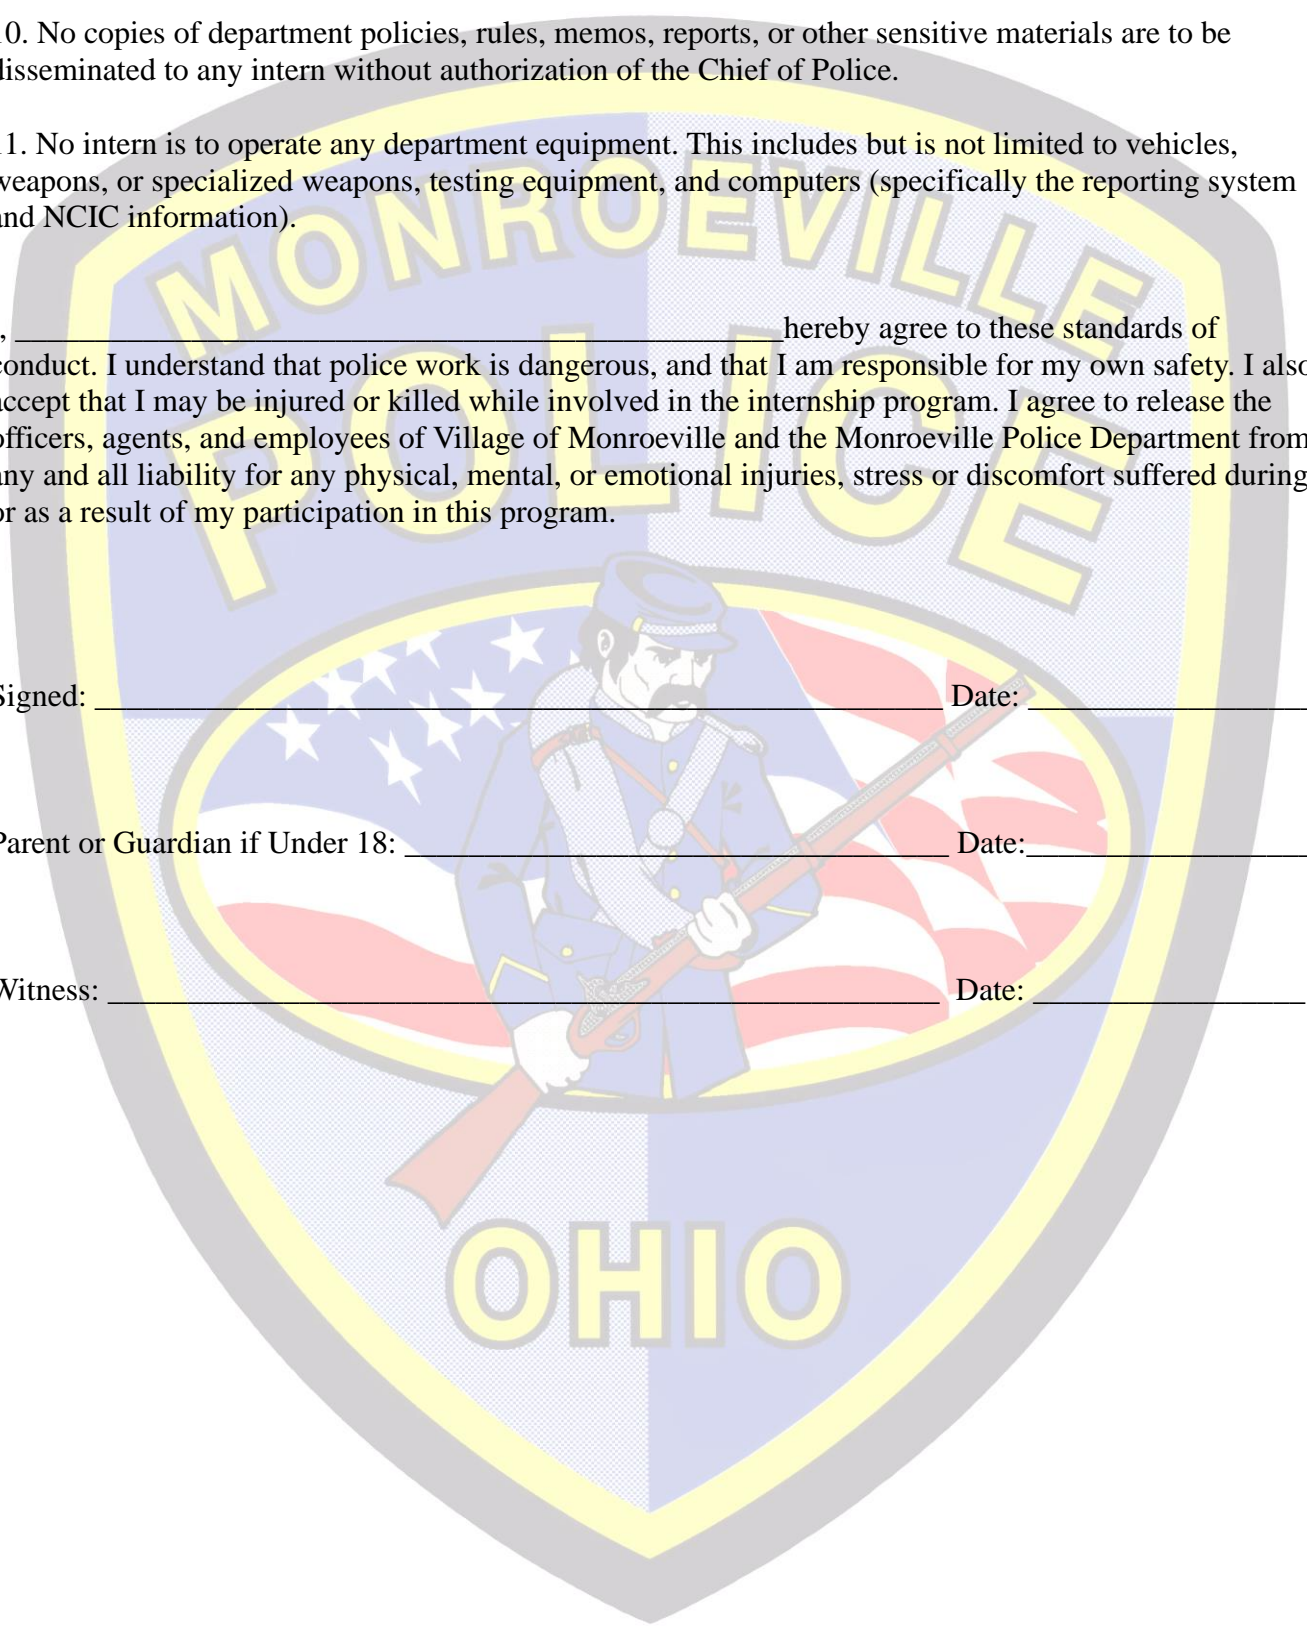 10. No copies of department policies, rules, memos, reports, or other sensitive materials are to be
disseminated to any intern without authorization of the Chief of Police.
11. No intern is to operate any department equipment. This includes but is not limited to vehicles,
weapons, or specialized weapons, testing equipment, and computers (specifically the reporting system
and NCIC information).
MONROEVILLE
POLICE
, ________________________________________________hereby agree to these standards of
conduct. I understand that police work is dangerous, and that I am responsible for my own safety. I also
accept that I may be injured or killed while involved in the internship program. I agree to release the
officers, agents, and employees of Village of Monroeville and the Monroeville Police Department from
any and all liability for any physical, mental, or emotional injuries, stress or discomfort suffered during
or as a result of my participation in this program.
Signed: _____________________________________________________ Date: __________________
Parent or Guardian if Under 18: __________________________________ Date:__________________
Witness: ____________________________________________________ Date: _________________
OHIO